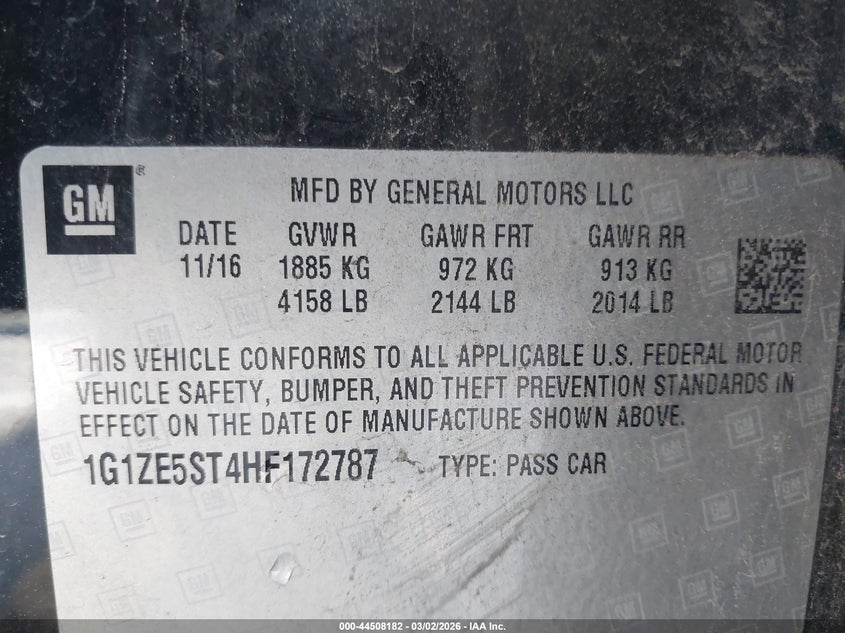 GM
MFD BY GENERAL MOTORS LLC
DATE GVWR GAWR FRT GAWR RR
11/16 1885 KG 972 KG 913 KG
4158 LB 2144 LB 2014 LB
THIS VEHICLE CONFORMS TO ALL APPLICABLE U.S. FEDERAL MOTOR
VEHICLE SAFETY, BUMPER, AND THEFT PREVENTION STANDARDS IN
EFFECT ON THE DATE OF MANUFACTURE SHOWN ABOVE.
1G1ZE5ST4HF172787 TYPE: PASS CAR
000-44508182 - 03/02/2026 - IAA Inc.